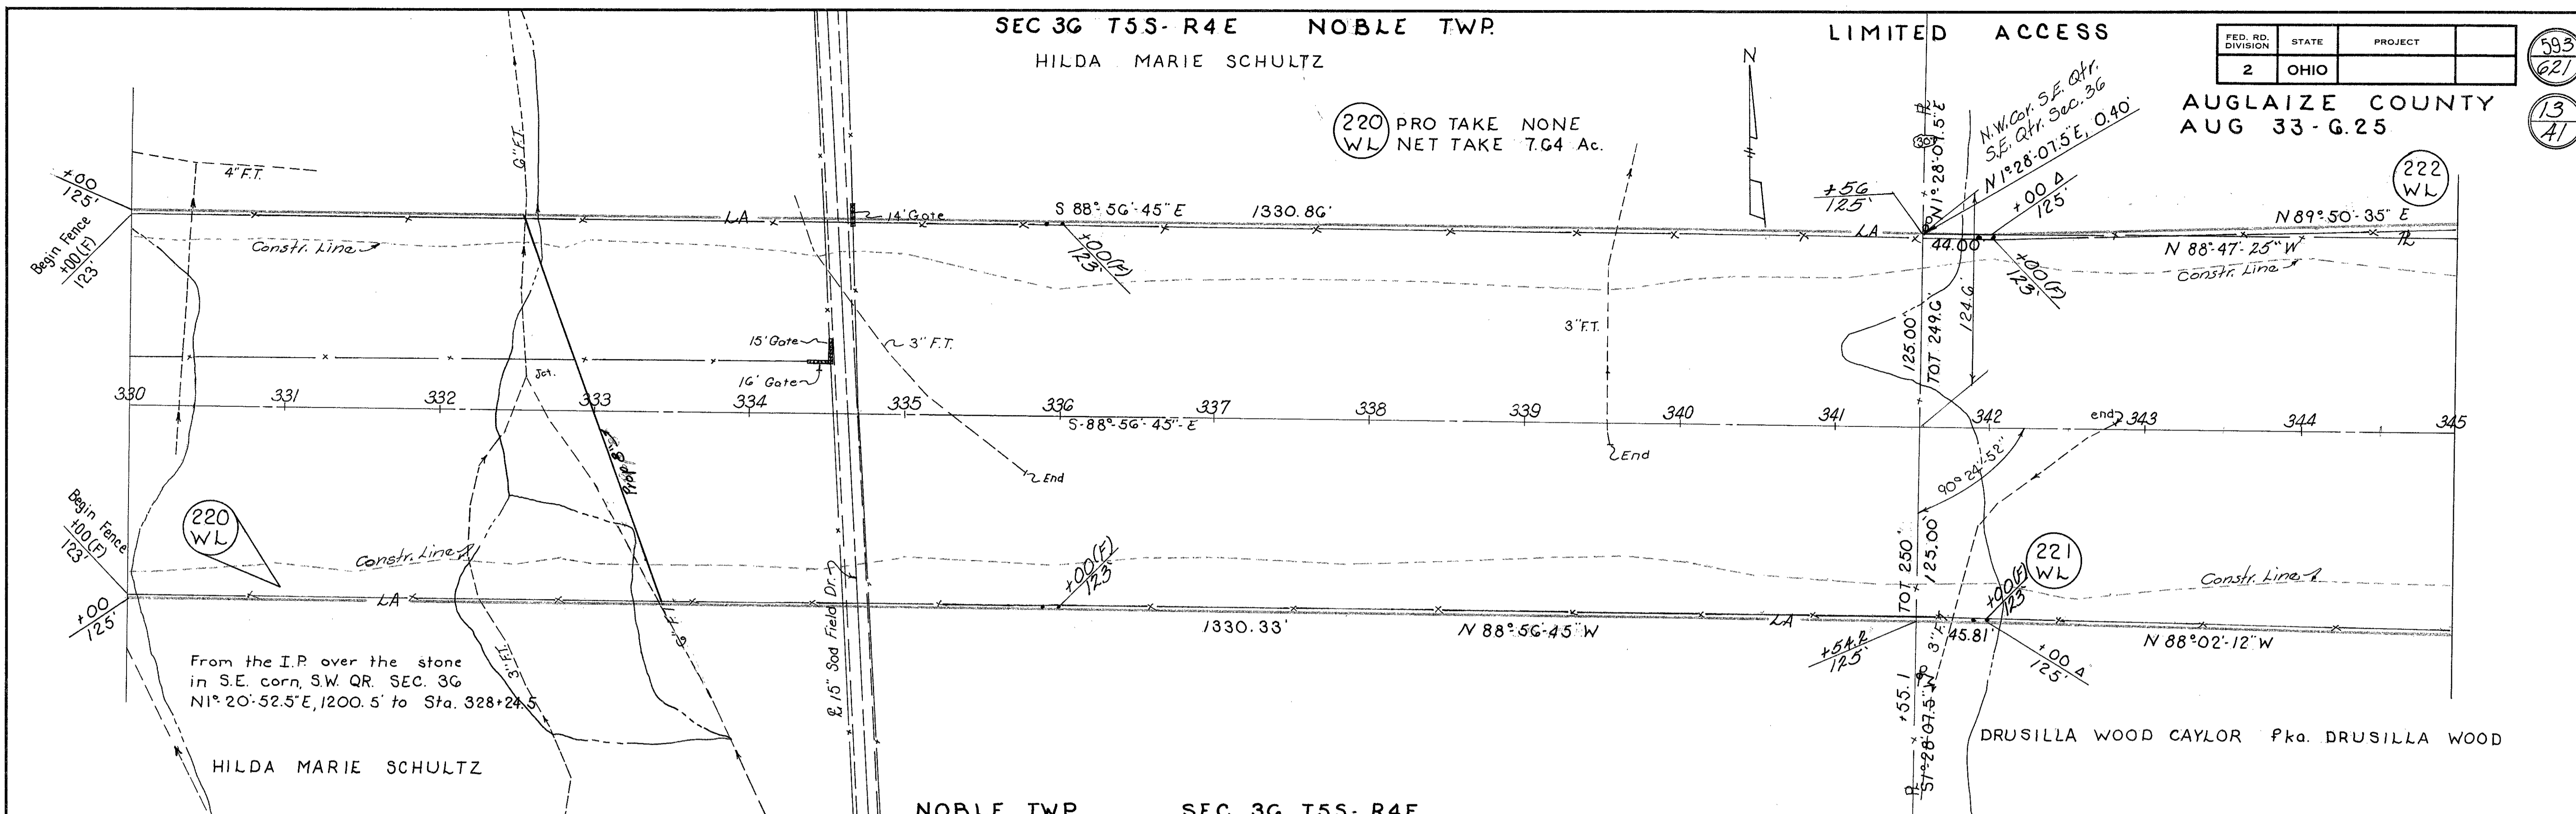 SEC 36 T5S-R4E NOBLE TWP.
HILDA MARIE SCHULTZ
LIMITED ACCESS
FED. RD. DIVISION
STATE
PROJECT
2
OHIO
593
621
AUGLAIZE COUNTY
AUG 33-6.25
13
41
N
220
WL
PRO TAKE NONE
NET TAKE 7.64 Ac.
N.W. Cor. S.E. Qtr.
S.E. Qtr. Sec. 36
N1°28'-07.5"E, 0.40'
N1°28'-07.5"E
222
WL
+00
125'
Begin Fence
+00(F)
123'
4" F.T.
6" F.T.
Constr. Line
LA
14' Gate
S 88°-56'-45" E
1330.86'
+00(F)
123'
+56
125'
LA
44.00'
+00 Δ
125'
+00(F)
123'
N 89°50'-35" E
N 88°-47'-25" W
PL
Constr. Line
15' Gate
16' Gate
3" F.T.
3" F.T.
125.00'
TOT. 249.6'
124.6'
Jct.
330
331
332
333
334
335
336
337
338
339
340
341
342
343
344
345
S-88°-56'-45"-E
end
End
End
90°24'-52"
Prop. 8"
Begin Fence
+00(F)
123'
+00
125'
220
WL
Constr. Line
LA
6" F.T.
3" F.T.
15" Sod Field Dr.
+00(F)
123'
1330.33'
N 88°56'-45" W
LA
TOT 250'
125.00'
221
WL
+00(F)
123'
Constr. Line
+54.2
125'
3" F.T.
45.81'
+00 Δ
125'
N 88°02'-12" W
+55.1
S1°-28'-07.5" W
From the I.P. over the stone
in S.E. corn, S.W. QR. SEC. 36
N1°-20'-52.5"E, 1200.5' to Sta. 328+24.5
HILDA MARIE SCHULTZ
DRUSILLA WOOD CAYLOR fka. DRUSILLA WOOD
NOBLE TWP. SEC 36 T5S-R4E